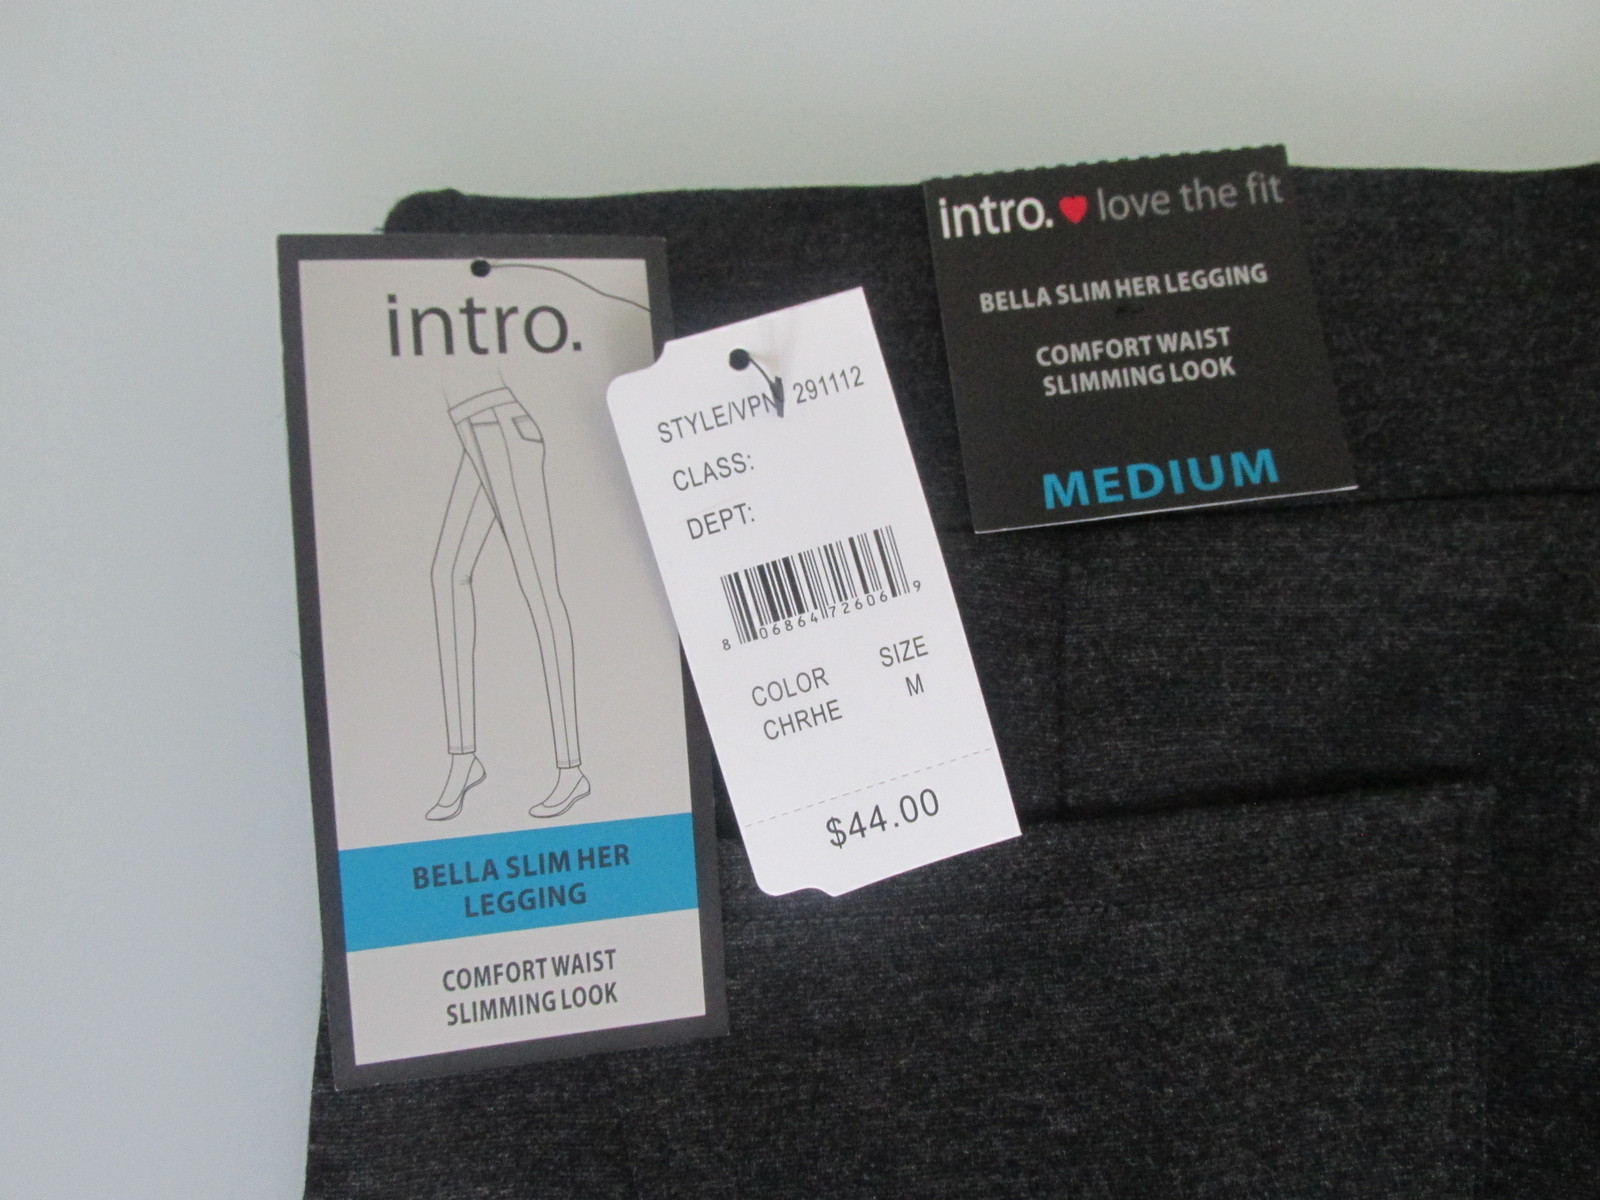 intro.
BELLA SLIM HER
LEGGING
COMFORT WAIST
SLIMMING LOOK
STYLE/VPN 291112
CLASS:
DEPT:
8 06864 72606 9
COLOR SIZE
CHRHE M
$44.00
intro. love the fit
BELLA SLIM HER LEGGING
COMFORT WAIST
SLIMMING LOOK
MEDIUM